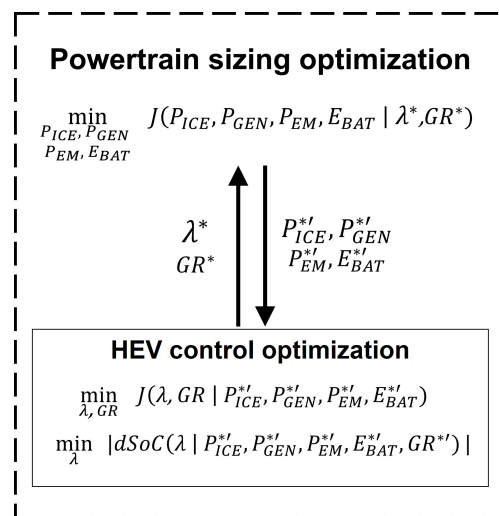 Powertrain sizing optimization
min J(P_ICE, P_GEN, P_EM, E_BAT | λ*,GR*)
P_ICE, P_GEN
P_EM, E_BAT
λ*
GR*
P*′_ICE, P*′_GEN
P*′_EM, E*′_BAT
HEV control optimization
min J(λ, GR | P*′_ICE, P*′_GEN, P*′_EM, E*′_BAT)
λ, GR
min |dSoC(λ | P*′_ICE, P*′_GEN, P*′_EM, E*′_BAT, GR*′) |
λ